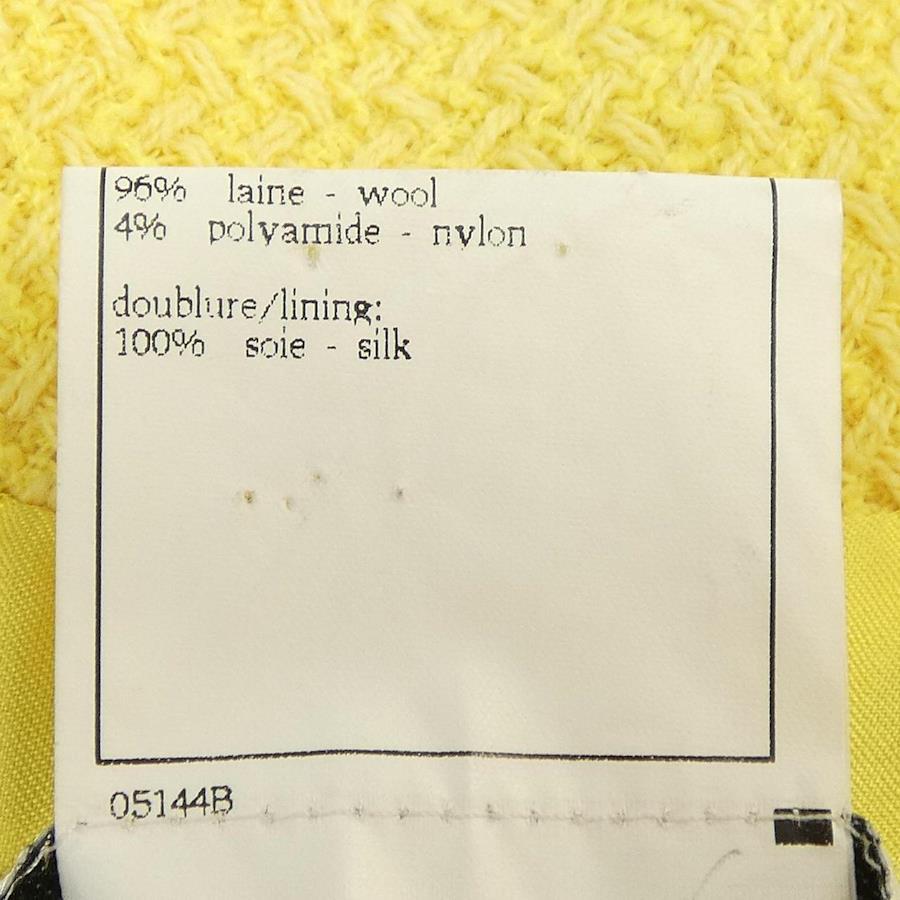 96% laine - wool
4% polyamide - nylon
doublure/lining:
100% soie - silk
05144B